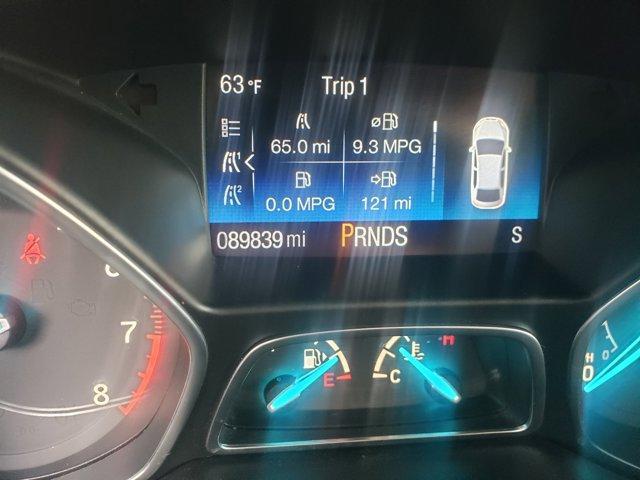 63 °F Trip 1
65.0 mi ø 9.3 MPG
0.0 MPG 121 mi
089839 mi PRNDS S
7
8
E
C
H
H
0